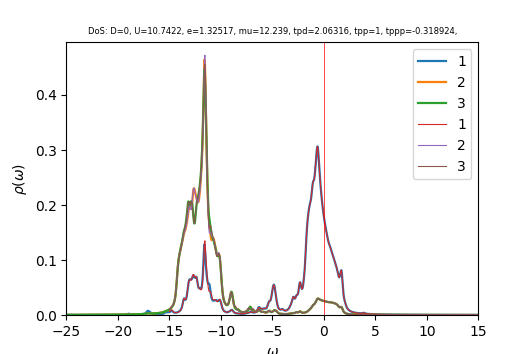 DoS: D=0, U=10.7422, e=1.32517, mu=12.239, tpd=2.06316, tpp=1, tppp=-0.318924,
ρ(ω)
0.4
0.3
0.2
0.1
0.0
1
2
3
1
2
3
−25 −20 −15 −10 −5 0 5 10 15
ω